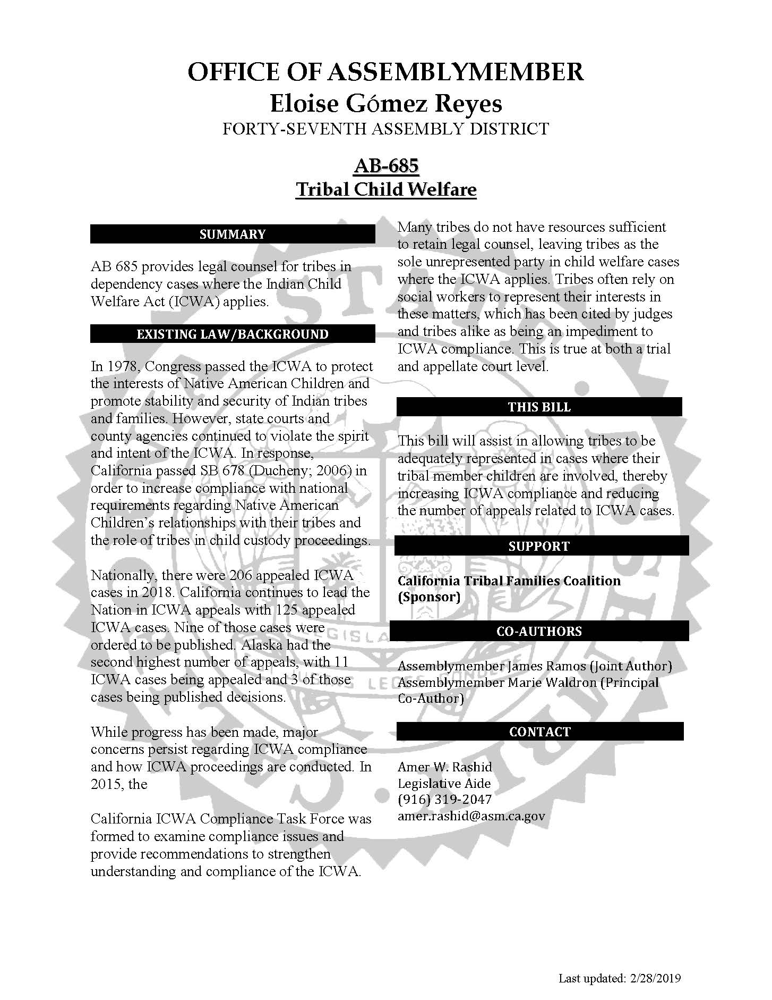 OFFICE OF ASSEMBLYMEMBER
Eloise Gómez Reyes
FORTY-SEVENTH ASSEMBLY DISTRICT
AB-685
Tribal Child Welfare
SUMMARY
AB 685 provides legal counsel for tribes in
dependency cases where the Indian Child
Welfare Act (ICWA) applies.
EXISTING LAW/BACKGROUND
In 1978, Congress passed the ICWA to protect
the interests of Native American Children and
promote stability and security of Indian tribes
and families. However, state courts and
county agencies continued to violate the spirit
and intent of the ICWA. In response,
California passed SB 678 (Ducheny; 2006) in
order to increase compliance with national
requirements regarding Native American
Children’s relationships with their tribes and
the role of tribes in child custody proceedings.
Nationally, there were 206 appealed ICWA
cases in 2018. California continues to lead the
Nation in ICWA appeals with 125 appealed
ICWA cases. Nine of those cases were
ordered to be published. Alaska had the
second highest number of appeals, with 11
ICWA cases being appealed and 3 of those
cases being published decisions.
While progress has been made, major
concerns persist regarding ICWA compliance
and how ICWA proceedings are conducted. In
2015, the
California ICWA Compliance Task Force was
formed to examine compliance issues and
provide recommendations to strengthen
understanding and compliance of the ICWA.
Many tribes do not have resources sufficient
to retain legal counsel, leaving tribes as the
sole unrepresented party in child welfare cases
where the ICWA applies. Tribes often rely on
social workers to represent their interests in
these matters, which has been cited by judges
and tribes alike as being an impediment to
ICWA compliance. This is true at both a trial
and appellate court level.
THIS BILL
This bill will assist in allowing tribes to be
adequately represented in cases where their
tribal member children are involved, thereby
increasing ICWA compliance and reducing
the number of appeals related to ICWA cases.
SUPPORT
California Tribal Families Coalition
(Sponsor)
CO-AUTHORS
Assemblymember James Ramos (Joint Author)
Assemblymember Marie Waldron (Principal
Co-Author)
CONTACT
Amer W. Rashid
Legislative Aide
(916) 319-2047
amer.rashid@asm.ca.gov
Last updated: 2/28/2019